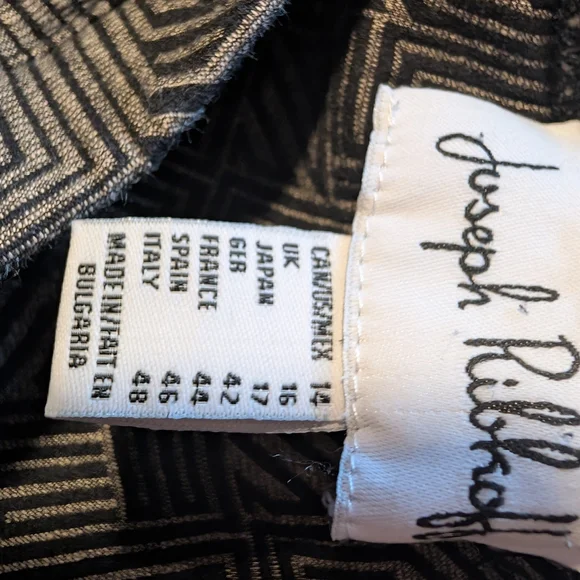 Joseph Ribkoff
CAN/US/MEX 14
UK 16
JAPAN 17
GER 42
FRANCE 44
SPAIN 46
ITALY 48
MADE IN/FAIT EN
BULGARIA